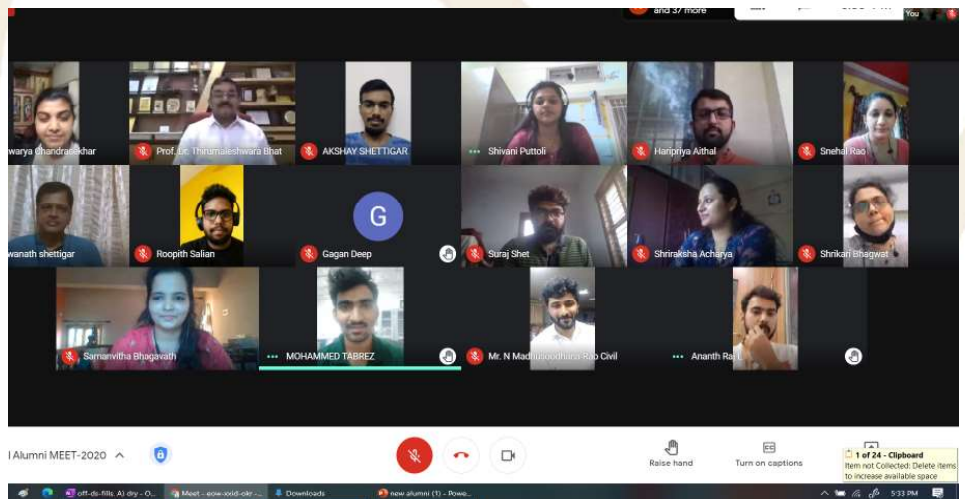 and 37 more
You
warya Chandrasekhar
Prof. Dr. Thirumaleshwara Bhat
AKSHAY SHETTIGAR
Shivani Puttoli
Haripriya Aithal
Snehal Rao
wanath shettigar
Roopith Salian
G
Gagan Deep
Suraj Shet
Shriraksha Acharya
Shrikari Bhagwat
Samanvitha Bhagavath
MOHAMMED TABREZ
Mr. N Madhusoodhana Rao Civil
Ananth Raj
l Alumni MEET-2020
Raise hand
Turn on captions
1 of 24 - Clipboard
Item not Collected: Delete items
to increase available space
Downloads
new alumni (1) - Powe...
5:33 PM